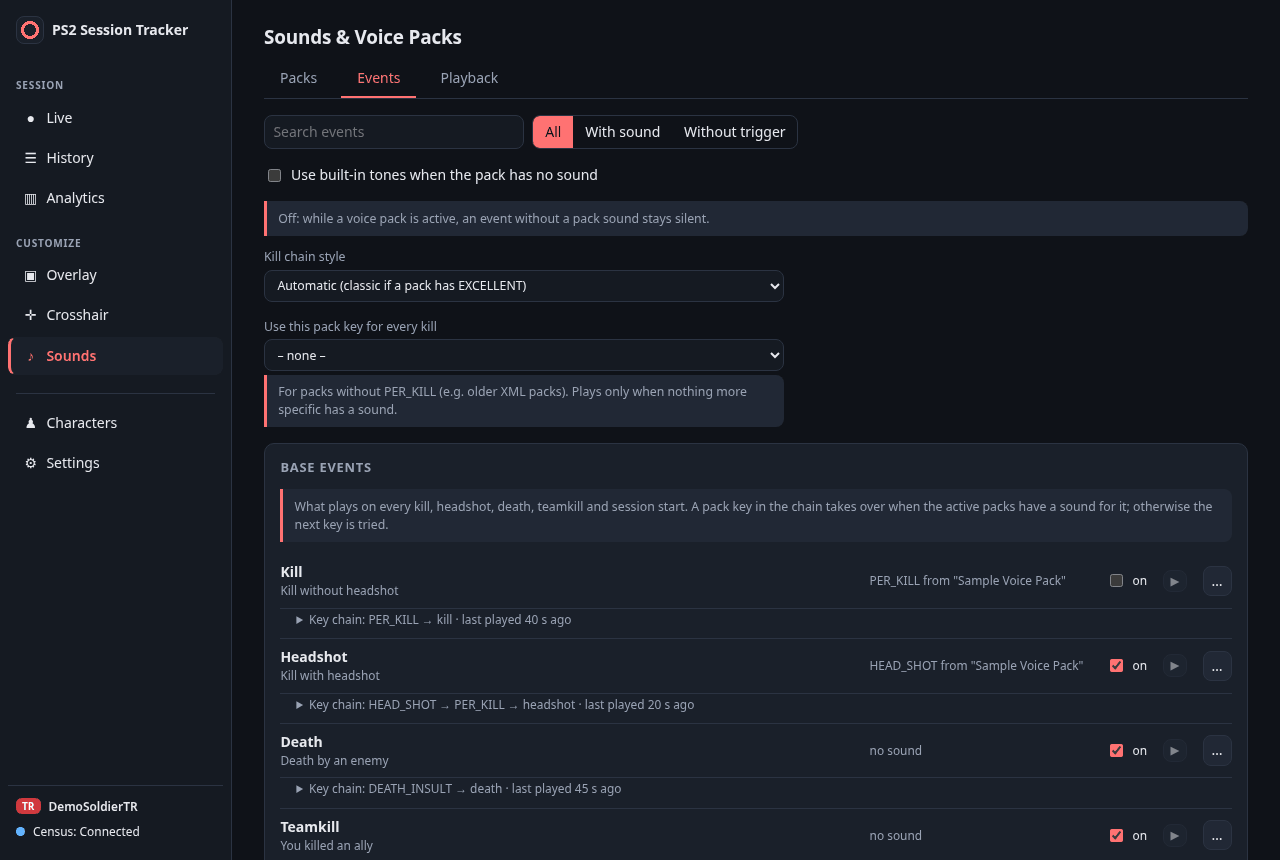 PS2 Session Tracker
SESSION
Live
History
Analytics
CUSTOMIZE
Overlay
Crosshair
Sounds
Characters
Settings
TR DemoSoldierTR
Census: Connected
Sounds & Voice Packs
Packs Events Playback
Search events All With sound Without trigger
Use built-in tones when the pack has no sound
Off: while a voice pack is active, an event without a pack sound stays silent.
Kill chain style
Automatic (classic if a pack has EXCELLENT)
Use this pack key for every kill
– none –
For packs without PER_KILL (e.g. older XML packs). Plays only when nothing more
specific has a sound.
BASE EVENTS
What plays on every kill, headshot, death, teamkill and session start. A pack key in the chain takes over when the active packs have a sound for it; otherwise the
next key is tried.
Kill
Kill without headshot
PER_KILL from "Sample Voice Pack" on ...
Key chain: PER_KILL → kill · last played 40 s ago
Headshot
Kill with headshot
HEAD_SHOT from "Sample Voice Pack" on ...
Key chain: HEAD_SHOT → PER_KILL → headshot · last played 20 s ago
Death
Death by an enemy
no sound on ...
Key chain: DEATH_INSULT → death · last played 45 s ago
Teamkill
You killed an ally
no sound on ...